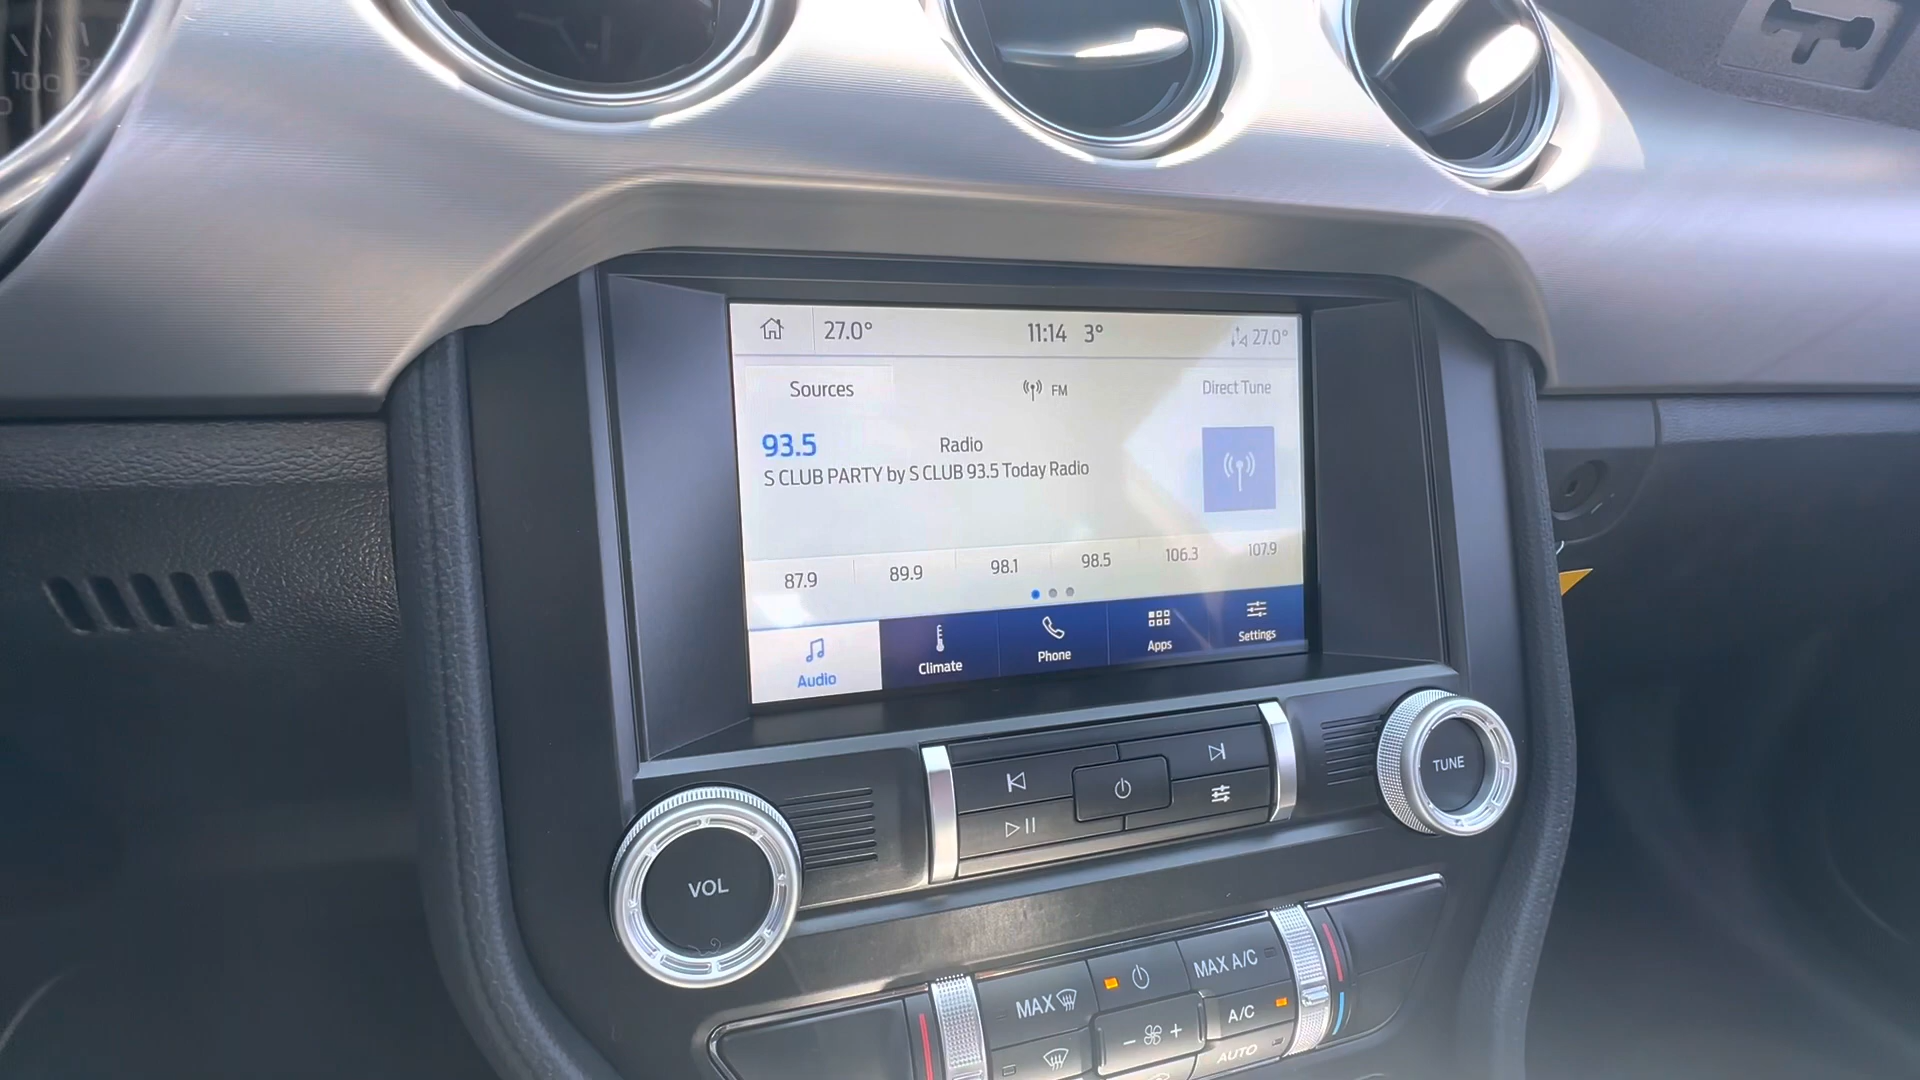 100
27.0°
11:14 3°
27.0°
Sources
FM
Direct Tune
93.5
Radio
S CLUB PARTY by S CLUB 93.5 Today Radio
87.9
89.9
98.1
98.5
106.3
107.9
Audio
Climate
Phone
Apps
Settings
TUNE
VOL
MAX
MAX A/C
A/C
- +
AUTO